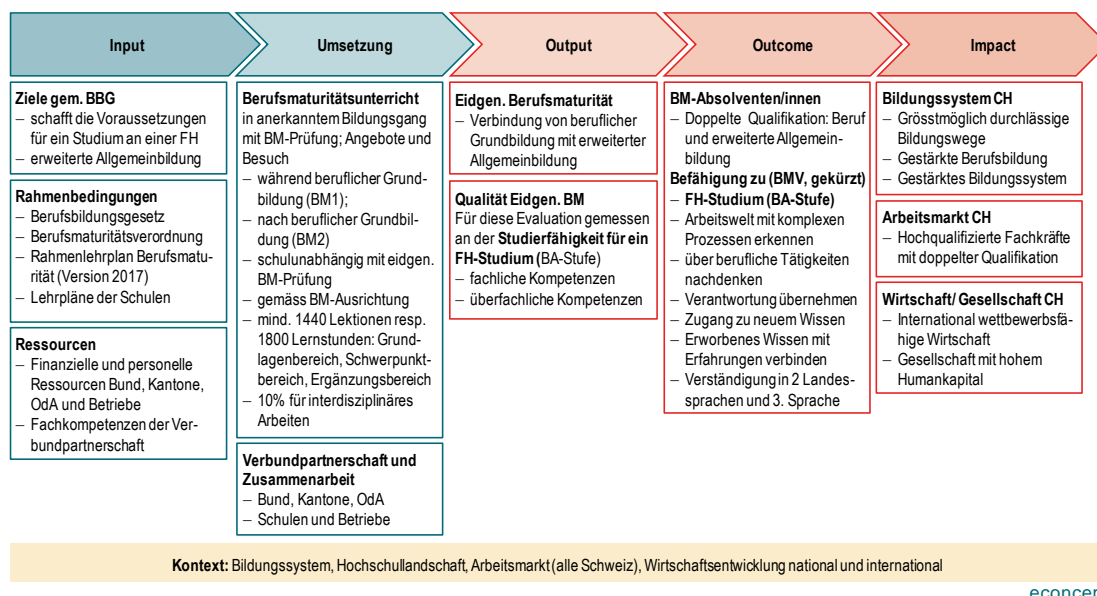 Input
Umsetzung
Output
Outcome
Impact
Ziele gem. BBG
– schafft die Voraussetzungen
für ein Studium an einer FH
– erweiterte Allgemeinbildung
Rahmenbedingungen
– Berufsbildungsgesetz
– Berufsmaturitätsverordnung
– Rahmenlehrplan Berufsmatu-
rität (Version 2017)
– Lehrpläne der Schulen
Ressourcen
– Finanzielle und personelle
Ressourcen Bund, Kantone,
OdA und Betriebe
– Fachkompetenzen der Ver-
bundpartnerschaft
Berufsmaturitätsunterricht
in anerkanntem Bildungsgang
mit BM-Prüfung; Angebote und
Besuch
– während beruflicher Grund-
bildung (BM1);
– nach beruflicher Grundbil-
dung (BM2)
– schulunabhängig mit eidgen.
BM-Prüfung
– gemäss BM-Ausrichtung
– mind. 1440 Lektionen resp.
1800 Lernstunden: Grund-
lagenbereich, Schwerpunkt-
bereich, Ergänzungsbereich
– 10% für interdisziplinäres
Arbeiten
Verbundpartnerschaft und
Zusammenarbeit
– Bund, Kantone, OdA
– Schulen und Betriebe
Eidgen. Berufsmaturität
– Verbindung von beruflicher
Grundbildung mit erweiterter
Allgemeinbildung
Qualität Eidgen. BM
Für diese Evaluation gemessen
an der Studierfähigkeit für ein
FH-Studium (BA-Stufe)
– fachliche Kompetenzen
– überfachliche Kompetenzen
BM-Absolventen/innen
– Doppelte Qualifikation: Beruf
und erweiterte Allgemein-
bildung
Befähigung zu (BMV, gekürzt)
– FH-Studium (BA-Stufe)
– Arbeitswelt mit komplexen
Prozessen erkennen
– über berufliche Tätigkeiten
nachdenken
– Verantwortung übernehmen
– Zugang zu neuem Wissen
– Erworbenes Wissen mit
Erfahrungen verbinden
– Verständigung in 2 Landes-
sprachen und 3. Sprache
Bildungssystem CH
– Grösstmöglich durchlässige
Bildungswege
– Gestärkte Berufsbildung
– Gestärktes Bildungssystem
Arbeitsmarkt CH
– Hochqualifizierte Fachkräfte
mit doppelter Qualifikation
Wirtschaft/ Gesellschaft CH
– International wettbewerbsfä-
hige Wirtschaft
– Gesellschaft mit hohem
Humankapital
Kontext: Bildungssystem, Hochschullandschaft, Arbeitsmarkt (alle Schweiz), Wirtschaftsentwicklung national und international